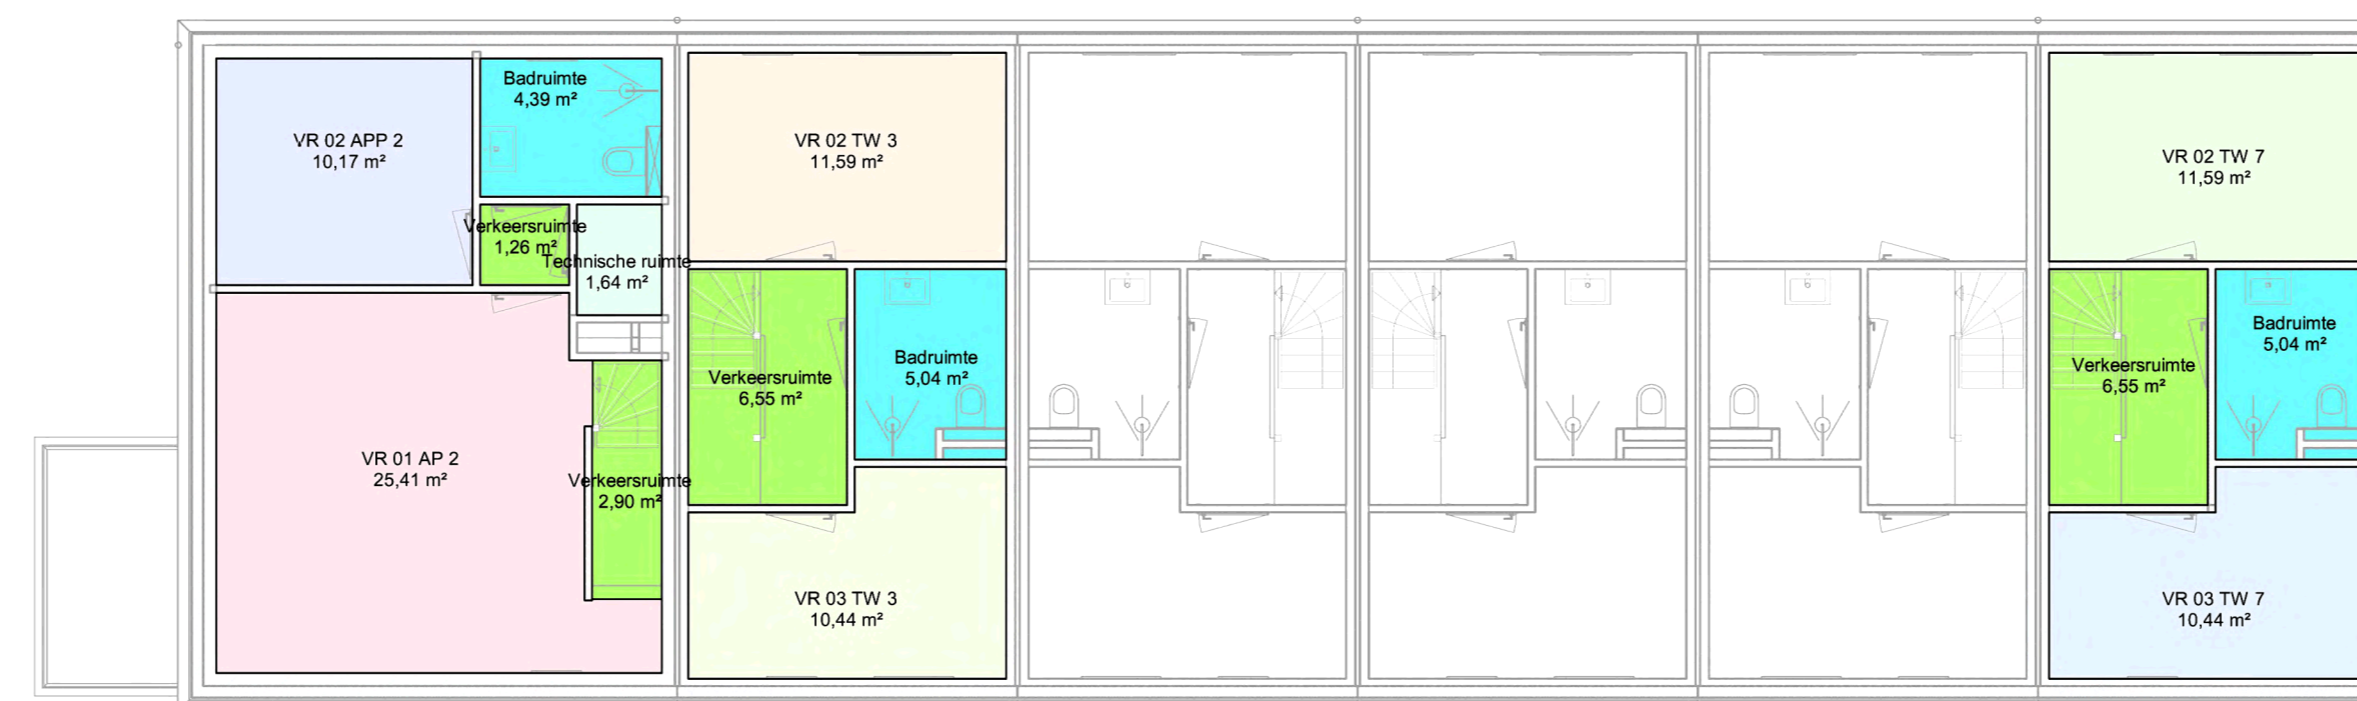 VR 02 APP 2
10,17 m²
Badruimte
4,39 m²
Verkeersruimte
1,26 m²
Technische ruimte
1,64 m²
VR 01 AP 2
25,41 m²
Verkeersruimte
2,90 m²
VR 02 TW 3
11,59 m²
Verkeersruimte
6,55 m²
Badruimte
5,04 m²
VR 03 TW 3
10,44 m²
VR 02 TW 7
11,59 m²
Verkeersruimte
6,55 m²
Badruimte
5,04 m²
VR 03 TW 7
10,44 m²